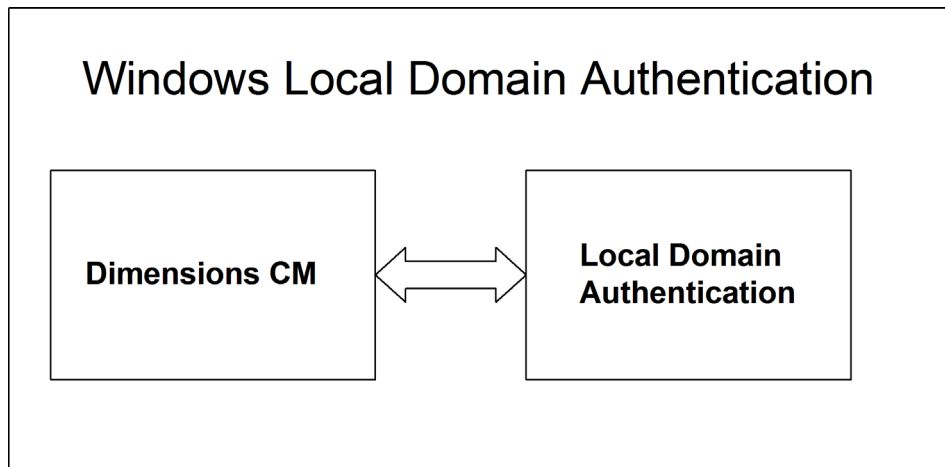 Windows Local Domain Authentication
Dimensions CM
Local Domain
Authentication